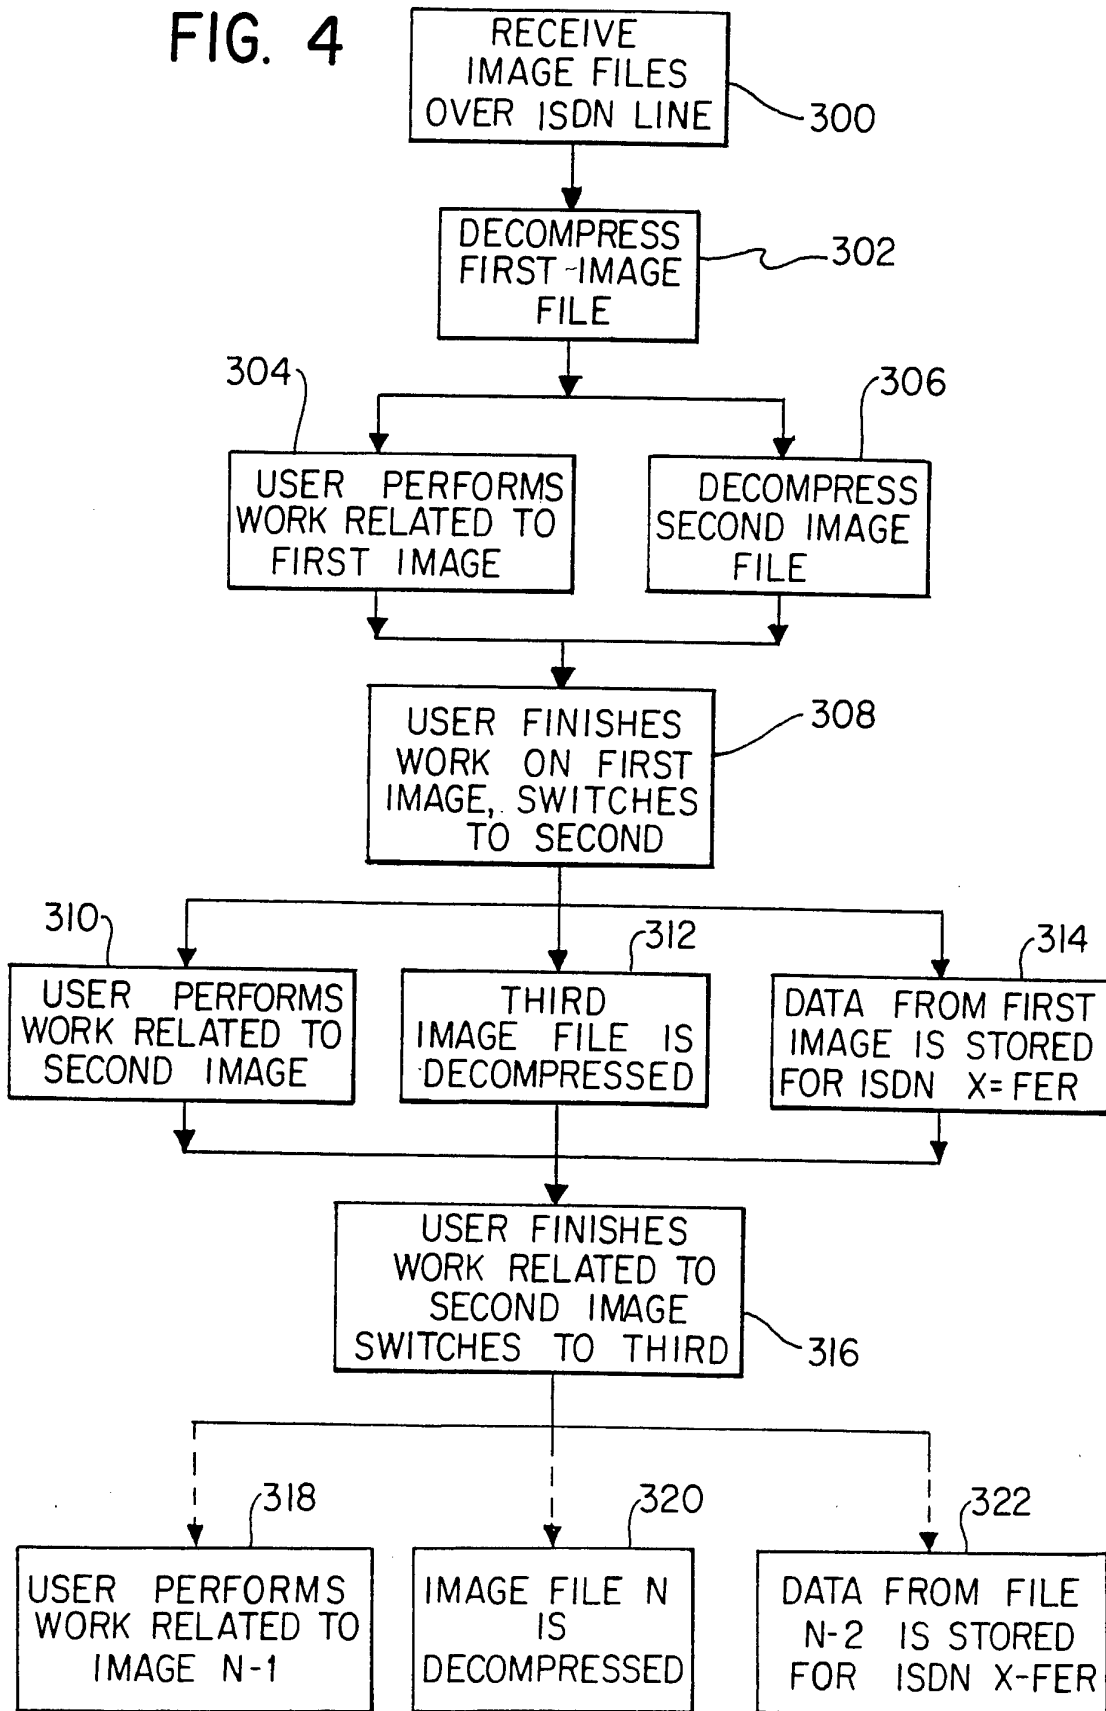 FIG. 4
RECEIVE
IMAGE FILES
OVER ISDN LINE
300
DECOMPRESS
FIRST-IMAGE
FILE
302
304
306
USER PERFORMS
WORK RELATED TO
FIRST IMAGE
DECOMPRESS
SECOND IMAGE
FILE
USER FINISHES
WORK ON FIRST
IMAGE, SWITCHES
TO SECOND
308
310
312
314
USER PERFORMS
WORK RELATED TO
SECOND IMAGE
THIRD
IMAGE FILE IS
DECOMPRESSED
DATA FROM FIRST
IMAGE IS STORED
FOR ISDN X=FER
USER FINISHES
WORK RELATED TO
SECOND IMAGE
SWITCHES TO THIRD
316
318
320
322
USER PERFORMS
WORK RELATED TO
IMAGE N-1
IMAGE FILE N
IS
DECOMPRESSED
DATA FROM FILE
N-2 IS STORED
FOR ISDN X-FER